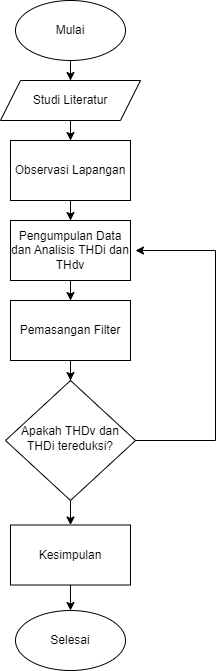 Mulai
Studi Literatur
Observasi Lapangan
Pengumpulan Data
dan Analisis THDi dan
THdv
Pemasangan Filter
Apakah THDv dan
THDi tereduksi?
Kesimpulan
Selesai